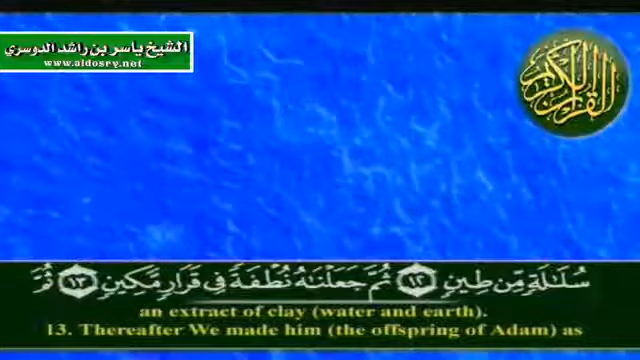 الشيخ ياسر بن راشد الدوسري
www.aldosry.net
القرآن الكريم
سُلَٰلَةٍ مِّن طِينٍ ١٢ ثُمَّ جَعَلْنَٰهُ نُطْفَةً فِى قَرَارٍ مَّكِينٍ ١٣ ثُمَّ
an extract of clay (water and earth).
13. Thereafter We made him (the offspring of Adam) as